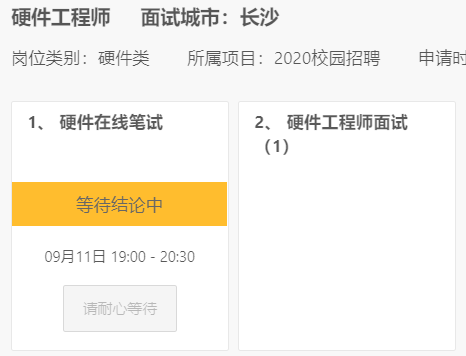 硬件工程师 面试城市：长沙
岗位类别：硬件类 所属项目：2020校园招聘 申请时
1、 硬件在线笔试
等待结论中
09月11日 19:00 - 20:30
请耐心等待
2、 硬件工程师面试
（1）